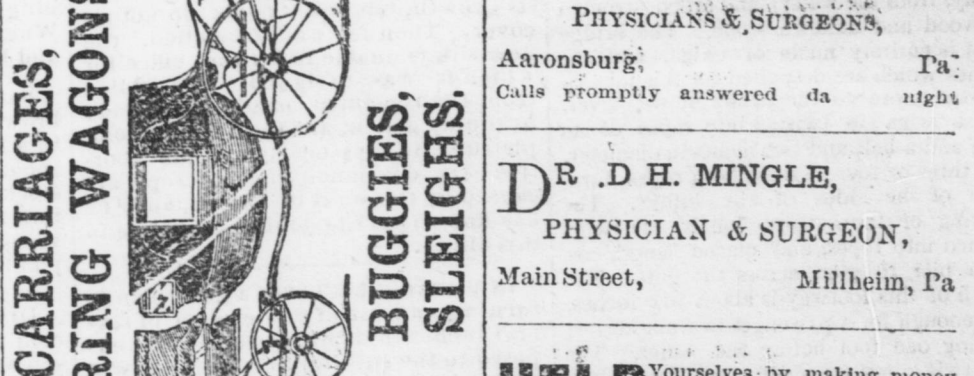 CARRIAGES,
RING WAGONS
BUGGIES,
SLEIGHS.
PHYSICIANS & SURGEONS,
Aaronsburg, Pa.
Calls promptly answered da night
DR. D H. MINGLE,
PHYSICIAN & SURGEON,
Main Street, Millheim, Pa
HELP Yourselves by making money